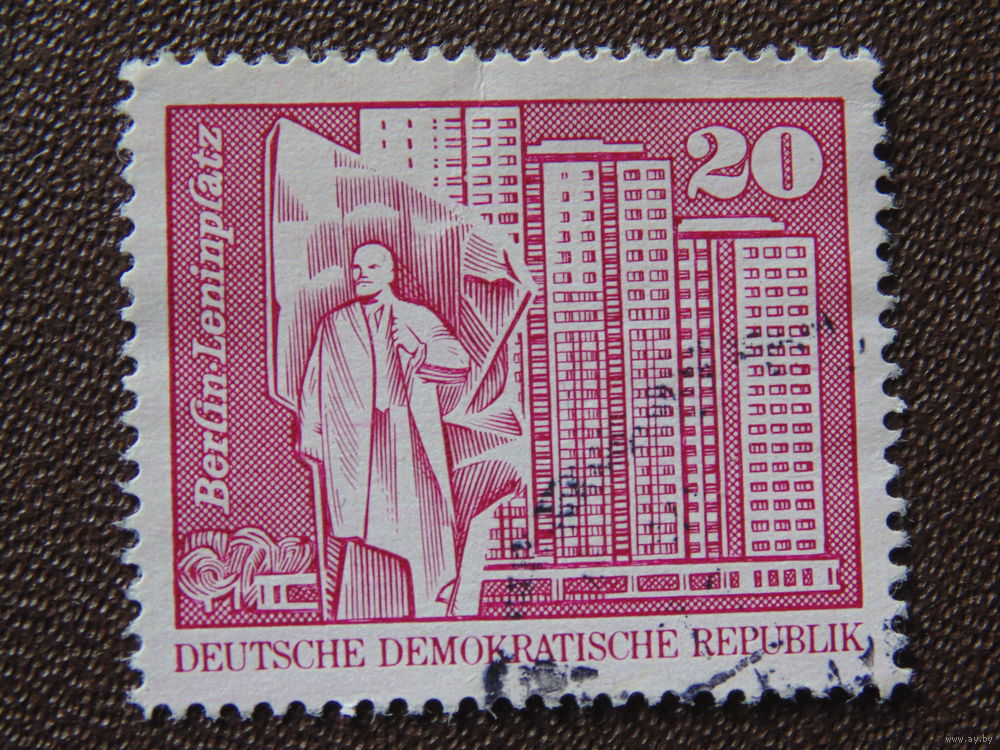 Berlin-Leninplatz
20
DEUTSCHE DEMOKRATISCHE REPUBLIK
www.ay.by